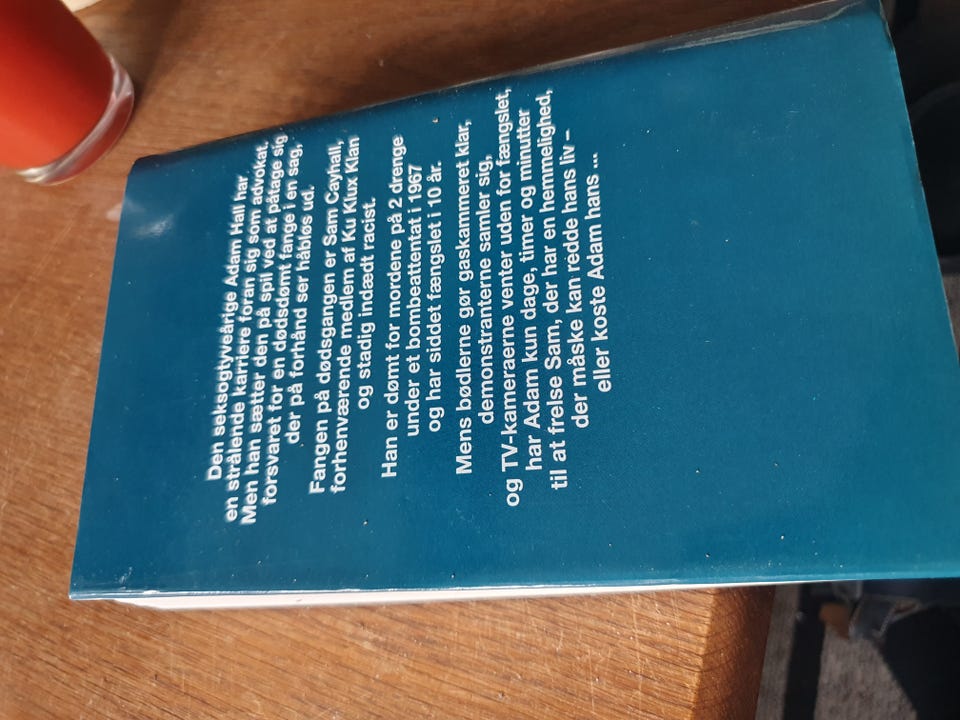 Den seksogtyveårige Adam Hall har
en strålende karriere foran sig som advokat.
Men han sætter den på spil ved at påtage sig
forsvaret for en dødsdømt fange i en sag,
der på forhånd ser håbløs ud.
Fangen på dødsgangen er Sam Cayhall,
forhenværende medlem af Ku Klux Klan
og stadig indædt racist.
Han er dømt for mordene på 2 drenge
under et bombeattentat i 1967
og har siddet fængslet i 10 år.
Mens bødlerne gør gaskammeret klar,
demonstranterne samler sig,
og TV-kameraerne venter uden for fængslet,
har Adam kun dage, timer og minutter
til at frelse Sam, der har en hemmelighed,
der måske kan redde hans liv –
eller koste Adam hans ...